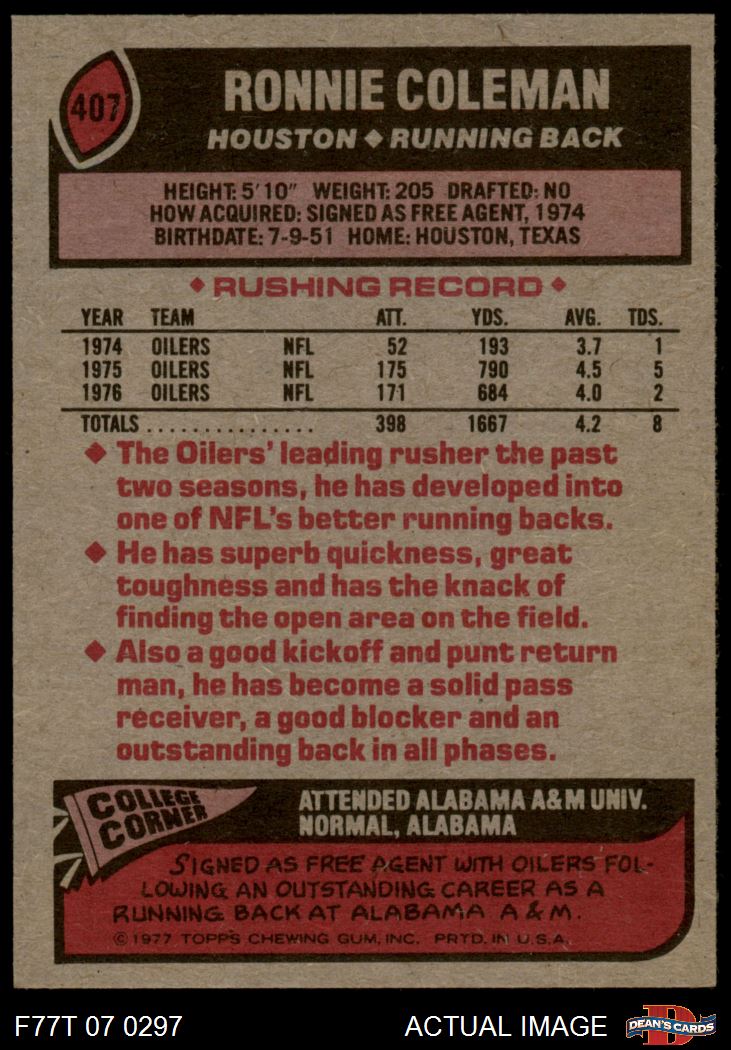 407
RONNIE COLEMAN
HOUSTON ◆ RUNNING BACK
HEIGHT: 5'10" WEIGHT: 205 DRAFTED: NO
HOW ACQUIRED: SIGNED AS FREE AGENT, 1974
BIRTHDATE: 7-9-51 HOME: HOUSTON, TEXAS
◆ RUSHING RECORD ◆
YEAR TEAM ATT. YDS. AVG. TDS.
1974 OILERS NFL 52 193 3.7 1
1975 OILERS NFL 175 790 4.5 5
1976 OILERS NFL 171 684 4.0 2
TOTALS ............... 398 1667 4.2 8
◆ The Oilers' leading rusher the past
two seasons, he has developed into
one of NFL's better running backs.
◆ He has superb quickness, great
toughness and has the knack of
finding the open area on the field.
◆ Also a good kickoff and punt return
man, he has become a solid pass
receiver, a good blocker and an
outstanding back in all phases.
COLLEGE
CORNER
ATTENDED ALABAMA A&M UNIV.
NORMAL, ALABAMA
SIGNED AS FREE AGENT WITH OILERS FOL-
LOWING AN OUTSTANDING CAREER AS A
RUNNING BACK AT ALABAMA A & M.
© 1977 TOPPS CHEWING GUM, INC. PRTD. IN U.S.A.
F77T 07 0297 ACTUAL IMAGE DEAN'S CARDS